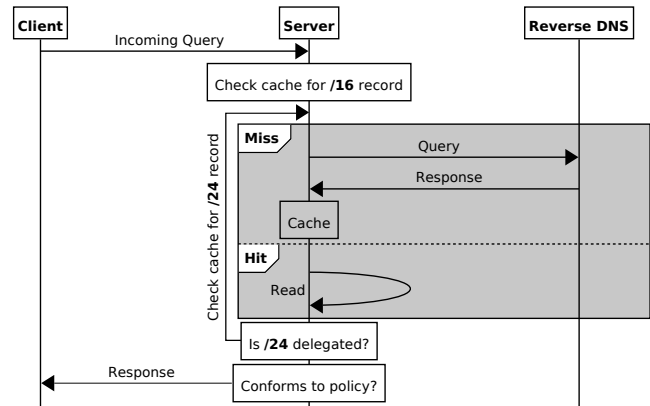 Client
Server
Reverse DNS
Incoming Query
Check cache for /16 record
Miss
Query
Response
Cache
Check cache for /24 record
Hit
Read
Is /24 delegated?
Response
Conforms to policy?